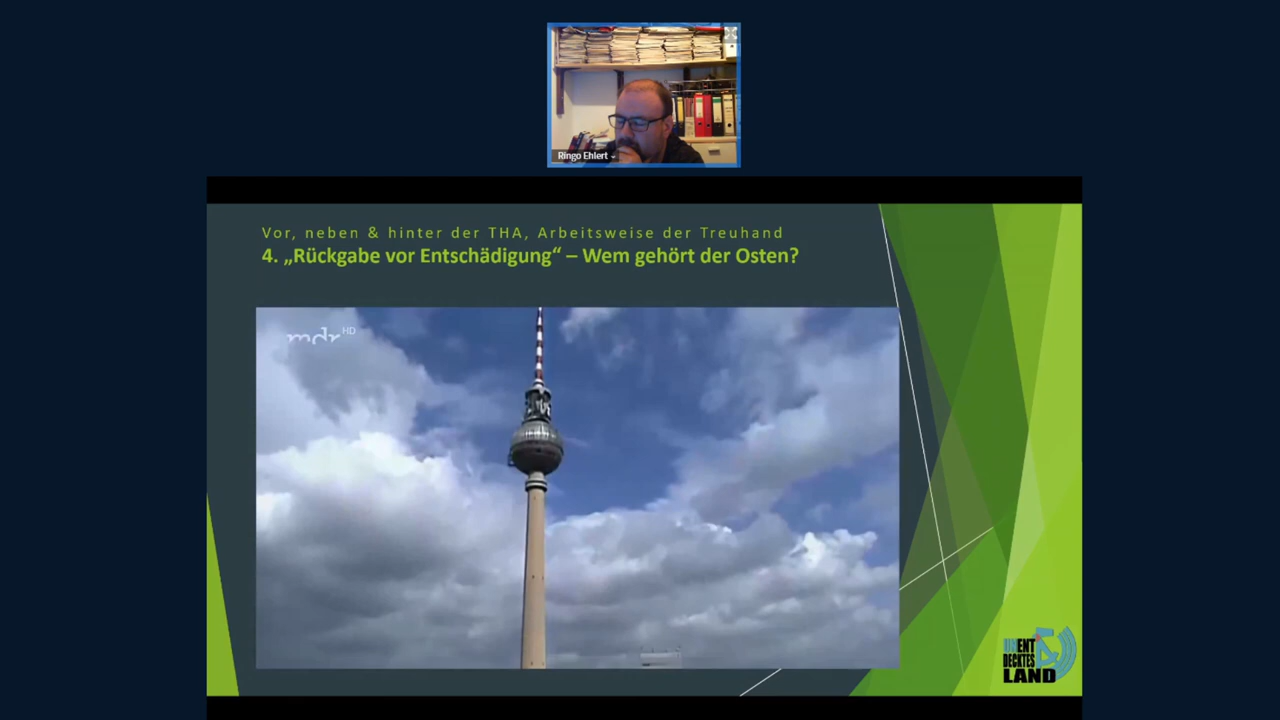 Ringo Ehlert
Vor, neben & hinter der THA, Arbeitsweise der Treuhand
4. „Rückgabe vor Entschädigung“ – Wem gehört der Osten?
mdr HD
UNENT
DECKTES
LAND